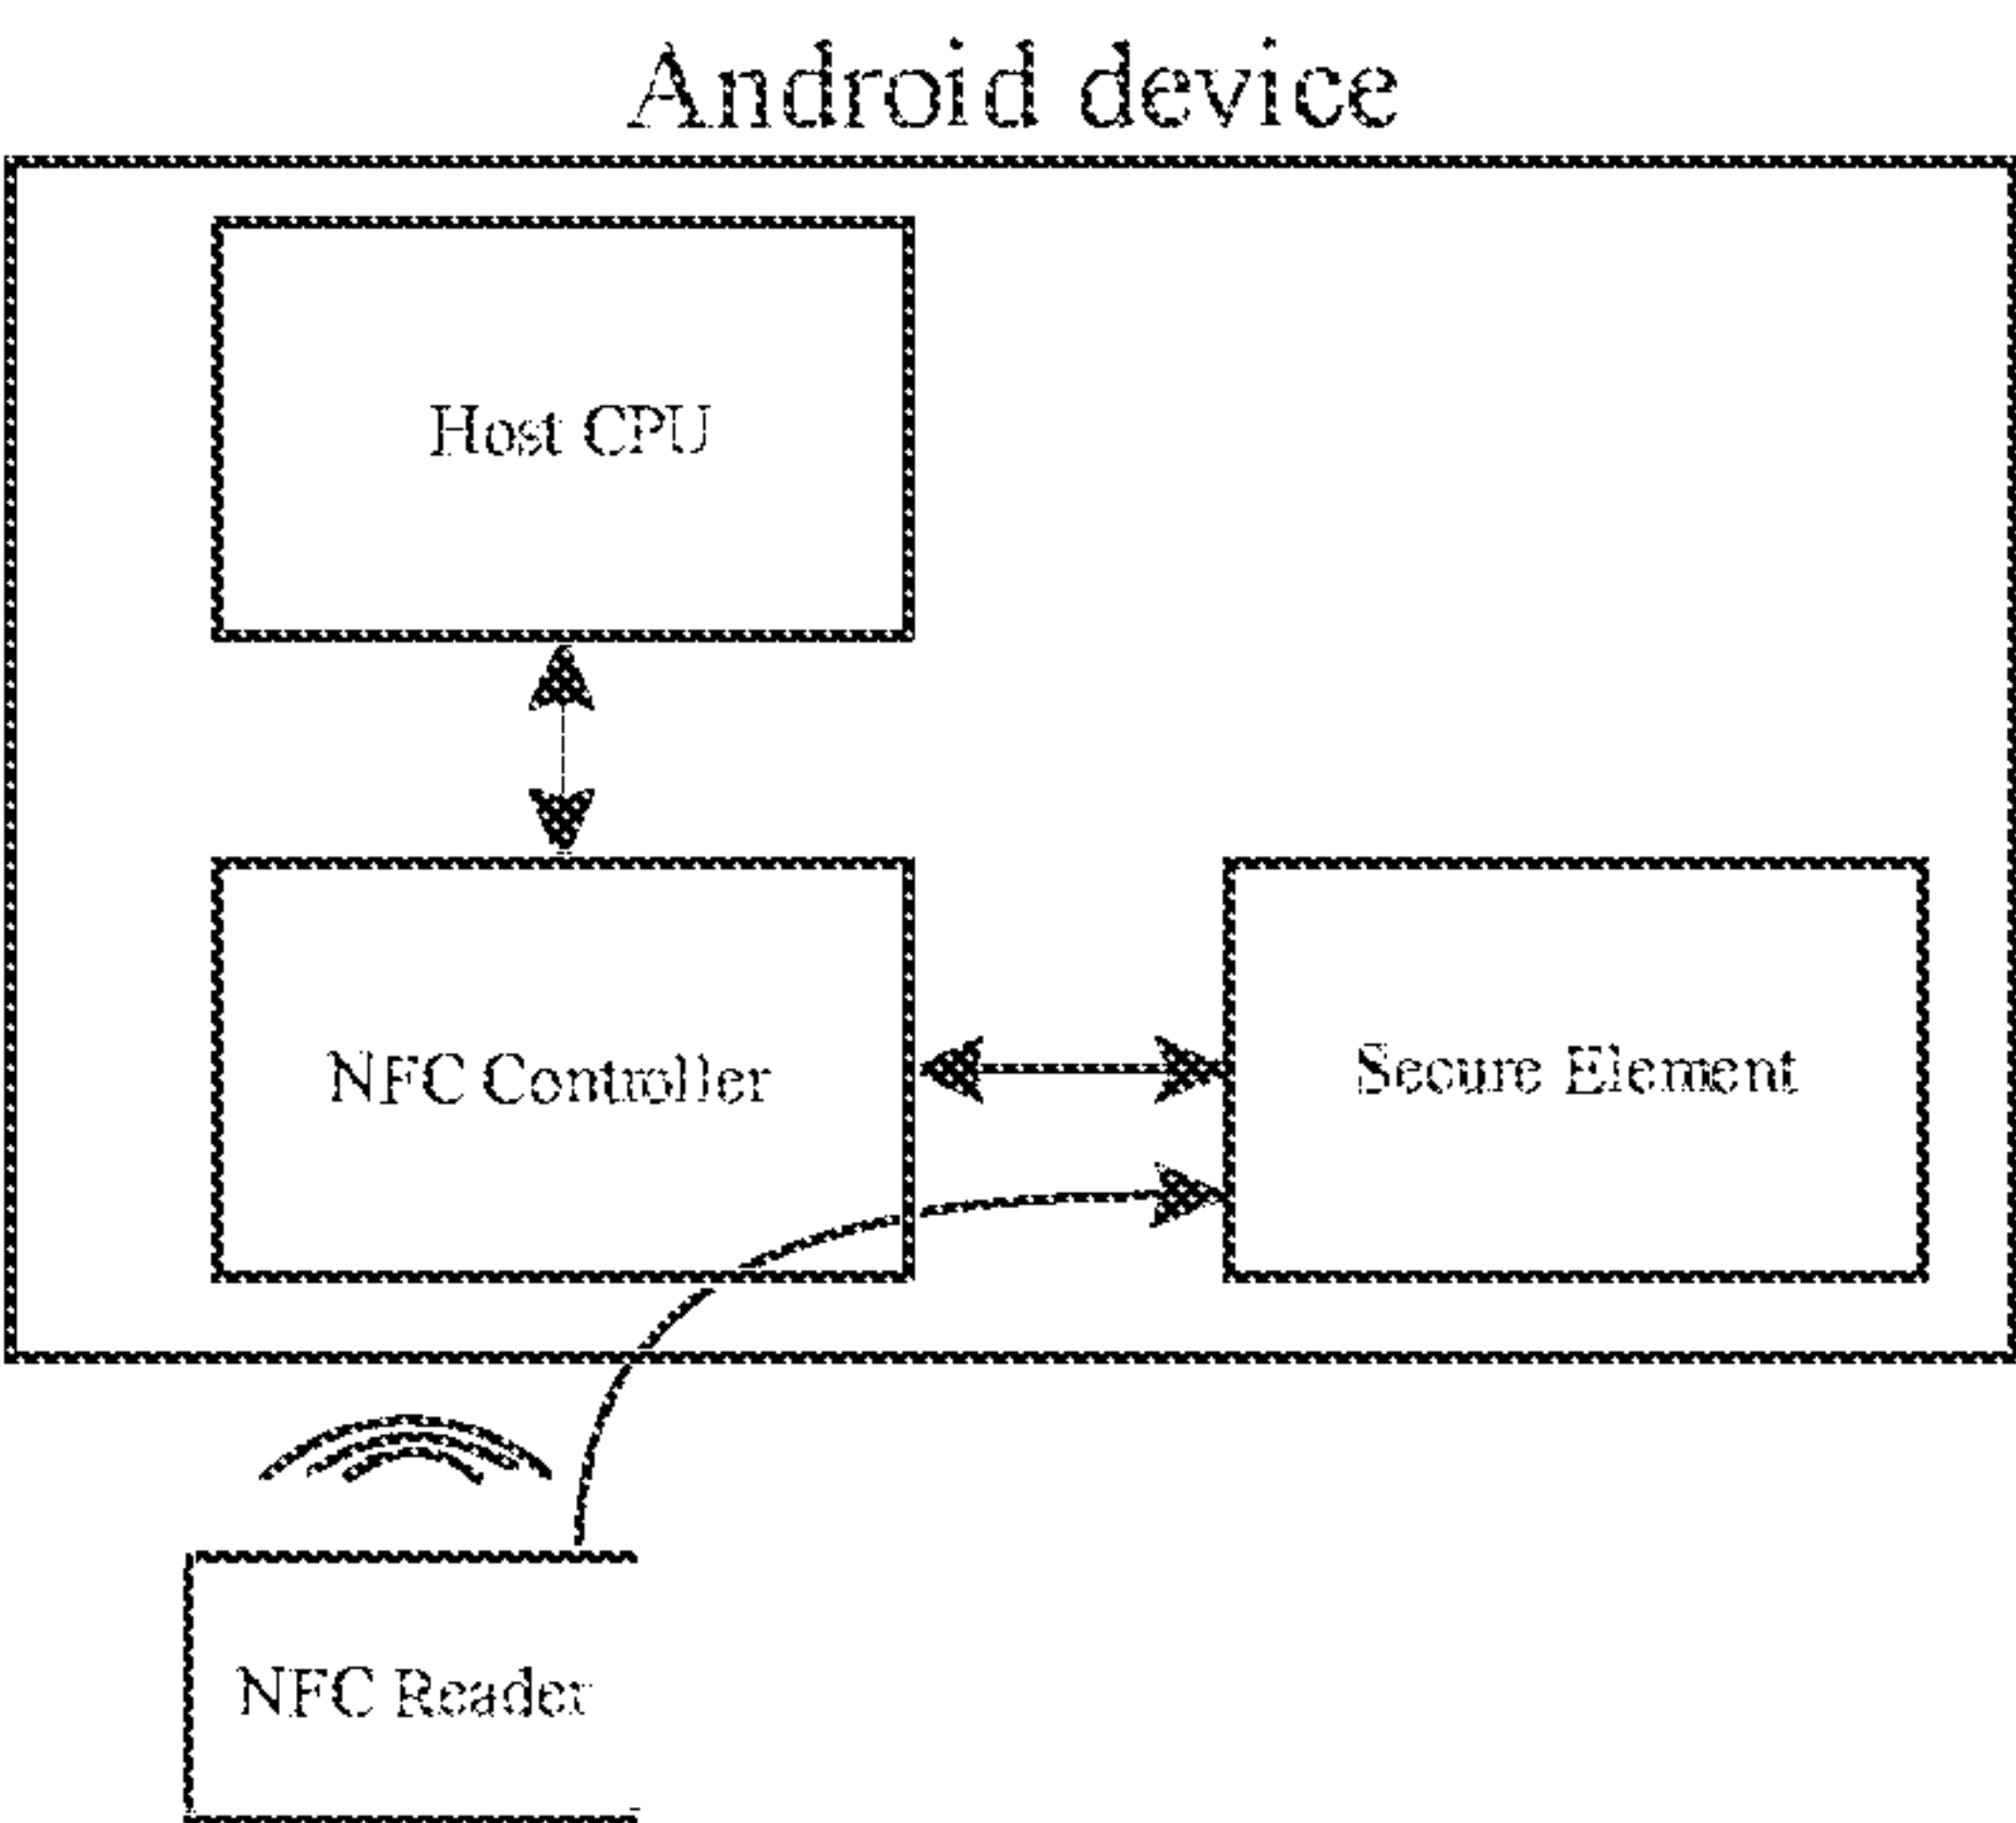 Android device
Host CPU
NFC Controller
Secure Element
NFC Reader